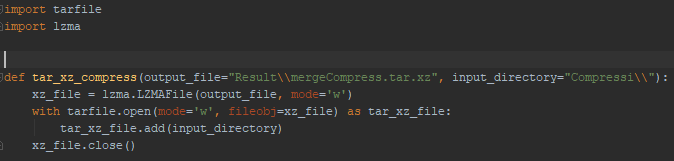 import tarfile
import lzma
def tar_xz_compress(output_file="Result\\mergeCompress.tar.xz", input_directory="Compressi\\"):
    xz_file = lzma.LZMAFile(output_file, mode='w')
    with tarfile.open(mode='w', fileobj=xz_file) as tar_xz_file:
        tar_xz_file.add(input_directory)
    xz_file.close()